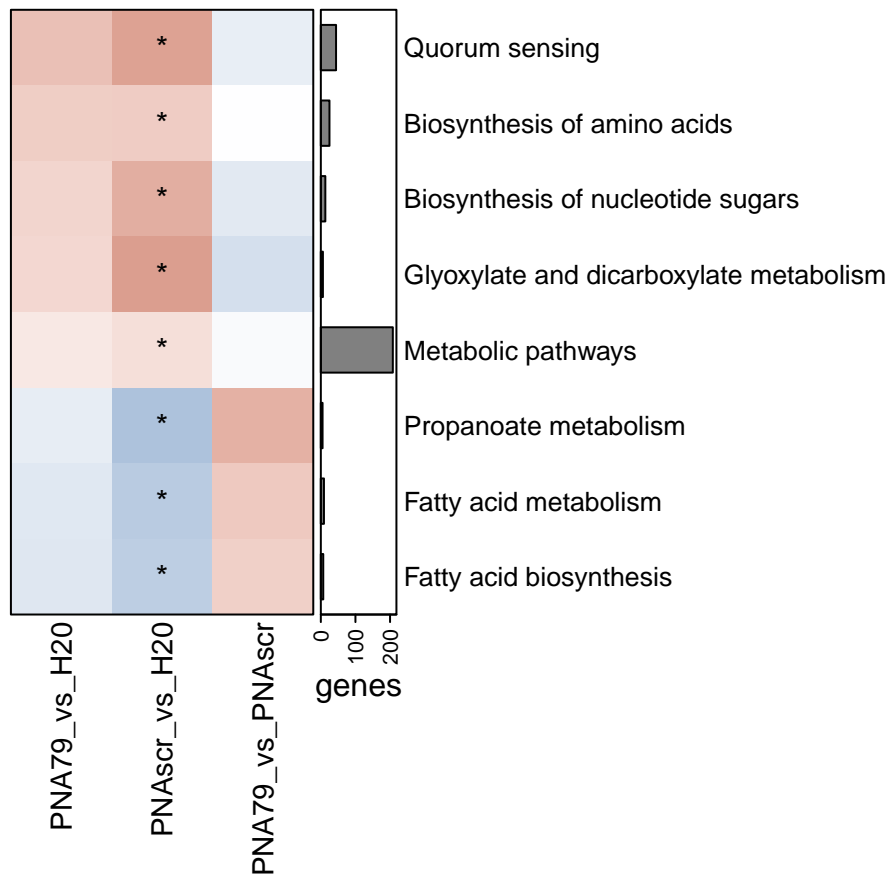 * Quorum sensing
* Biosynthesis of amino acids
* Biosynthesis of nucleotide sugars
* Glyoxylate and dicarboxylate metabolism
* Metabolic pathways
* Propanoate metabolism
* Fatty acid metabolism
* Fatty acid biosynthesis
0 100 200
genes
PNA79_vs_H20
PNAscr_vs_H20
PNA79_vs_PNAscr